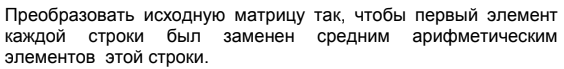 Преобразовать исходную матрицу так, чтобы первый элемент
каждой строки был заменен средним арифметическим
элементов этой строки.